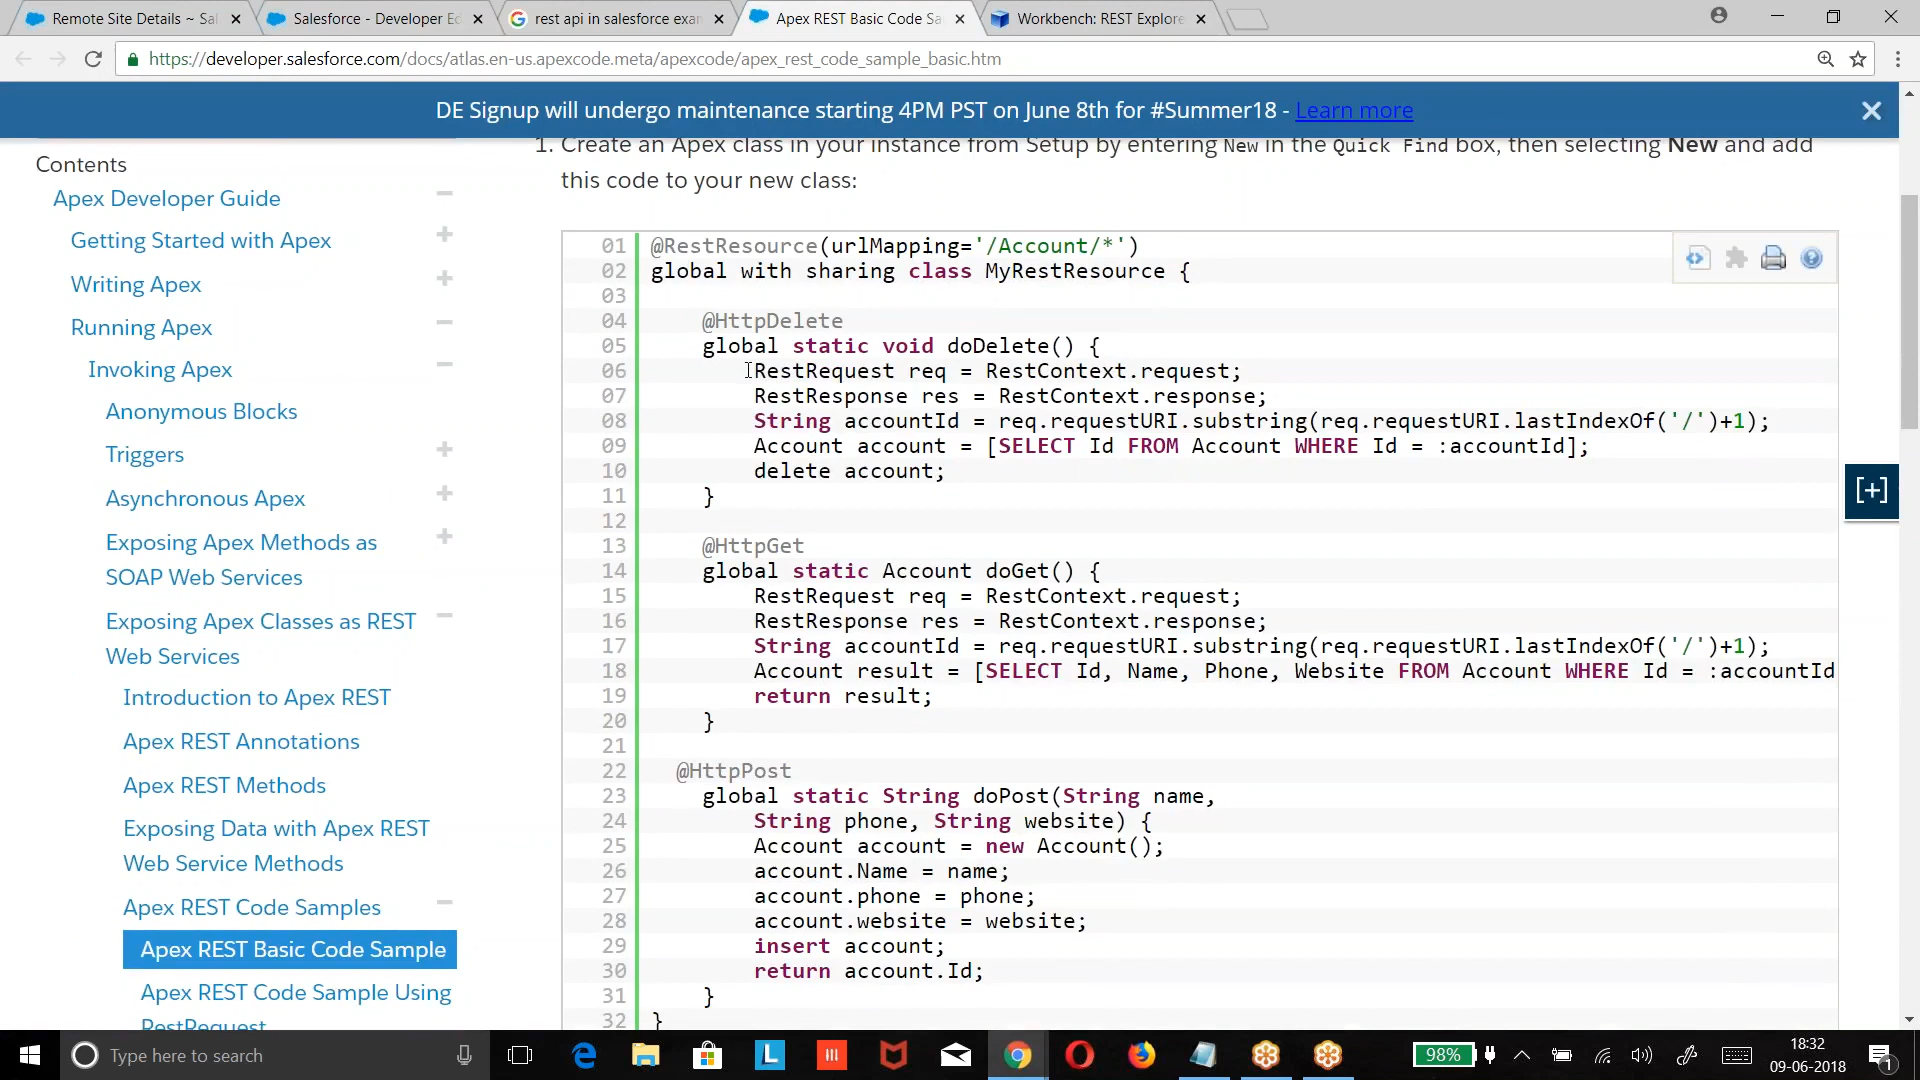 Remote Site Details ~ Sal
Salesforce - Developer Ed
rest api in salesforce exam
Apex REST Basic Code Sa
Workbench: REST Explore
https://developer.salesforce.com/docs/atlas.en-us.apexcode.meta/apexcode/apex_rest_code_sample_basic.htm
DE Signup will undergo maintenance starting 4PM PST on June 8th for #Summer18 - Learn more
Contents
Apex Developer Guide
Getting Started with Apex
Writing Apex
Running Apex
Invoking Apex
Anonymous Blocks
Triggers
Asynchronous Apex
Exposing Apex Methods as
SOAP Web Services
Exposing Apex Classes as REST
Web Services
Introduction to Apex REST
Apex REST Annotations
Apex REST Methods
Exposing Data with Apex REST
Web Service Methods
Apex REST Code Samples
Apex REST Basic Code Sample
Apex REST Code Sample Using
RestRequest
1. Create an Apex class in your instance from Setup by entering New in the Quick Find box, then selecting New and add
this code to your new class:
01 @RestResource(urlMapping='/Account/*')
02 global with sharing class MyRestResource {
03
04 @HttpDelete
05 global static void doDelete() {
06 RestRequest req = RestContext.request;
07 RestResponse res = RestContext.response;
08 String accountId = req.requestURI.substring(req.requestURI.lastIndexOf('/')+1);
09 Account account = [SELECT Id FROM Account WHERE Id = :accountId];
10 delete account;
11 }
12
13 @HttpGet
14 global static Account doGet() {
15 RestRequest req = RestContext.request;
16 RestResponse res = RestContext.response;
17 String accountId = req.requestURI.substring(req.requestURI.lastIndexOf('/')+1);
18 Account result = [SELECT Id, Name, Phone, Website FROM Account WHERE Id = :accountId
19 return result;
20 }
21
22 @HttpPost
23 global static String doPost(String name,
24 String phone, String website) {
25 Account account = new Account();
26 account.Name = name;
27 account.phone = phone;
28 account.website = website;
29 insert account;
30 return account.Id;
31 }
32 }
[+]
Type here to search
98%
18:32
09-06-2018
1